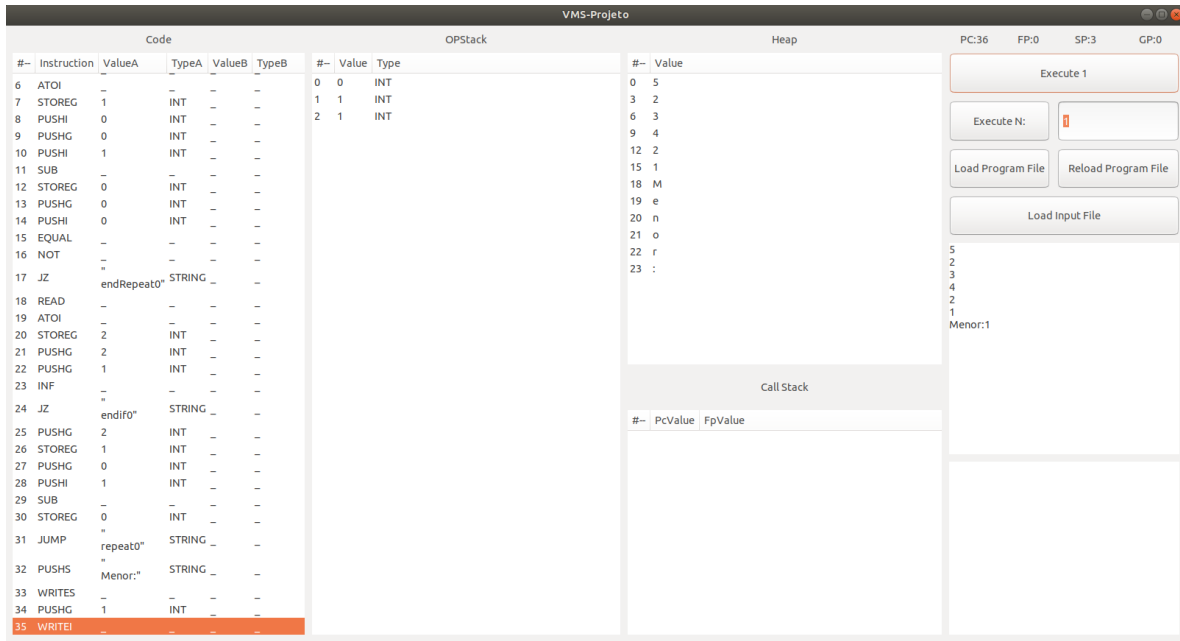 VMS-Projeto
Code
OPStack
Heap
PC:36 FP:0 SP:3 GP:0
#-- Instruction ValueA TypeA ValueB TypeB
6 ATOI _ _ _ _
7 STOREG 1 INT _ _
8 PUSHI 0 INT _ _
9 PUSHG 0 INT _ _
10 PUSHI 1 INT _ _
11 SUB _ _ _ _
12 STOREG 0 INT _ _
13 PUSHG 0 INT _ _
14 PUSHI 0 INT _ _
15 EQUAL _ _ _ _
16 NOT _ _ _ _
17 JZ "
endRepeat0" STRING _ _
18 READ _ _ _ _
19 ATOI _ _ _ _
20 STOREG 2 INT _ _
21 PUSHG 2 INT _ _
22 PUSHG 1 INT _ _
23 INF _ _ _ _
24 JZ "
endif0" STRING _ _
25 PUSHG 2 INT _ _
26 STOREG 1 INT _ _
27 PUSHG 0 INT _ _
28 PUSHI 1 INT _ _
29 SUB _ _ _ _
30 STOREG 0 INT _ _
31 JUMP "
repeat0" STRING _ _
32 PUSHS "
Menor:" STRING _ _
33 WRITES _ _ _ _
34 PUSHG 1 INT _ _
35 WRITEI _ _ _ _
#-- Value Type
0 0 INT
1 1 INT
2 1 INT
#-- Value
0 5
3 2
6 3
9 4
12 2
15 1
18 M
19 e
20 n
21 o
22 r
23 :
Call Stack
#-- PcValue FpValue
Execute 1
Execute N: 1
Load Program File Reload Program File
Load Input File
5
2
3
4
2
1
Menor:1